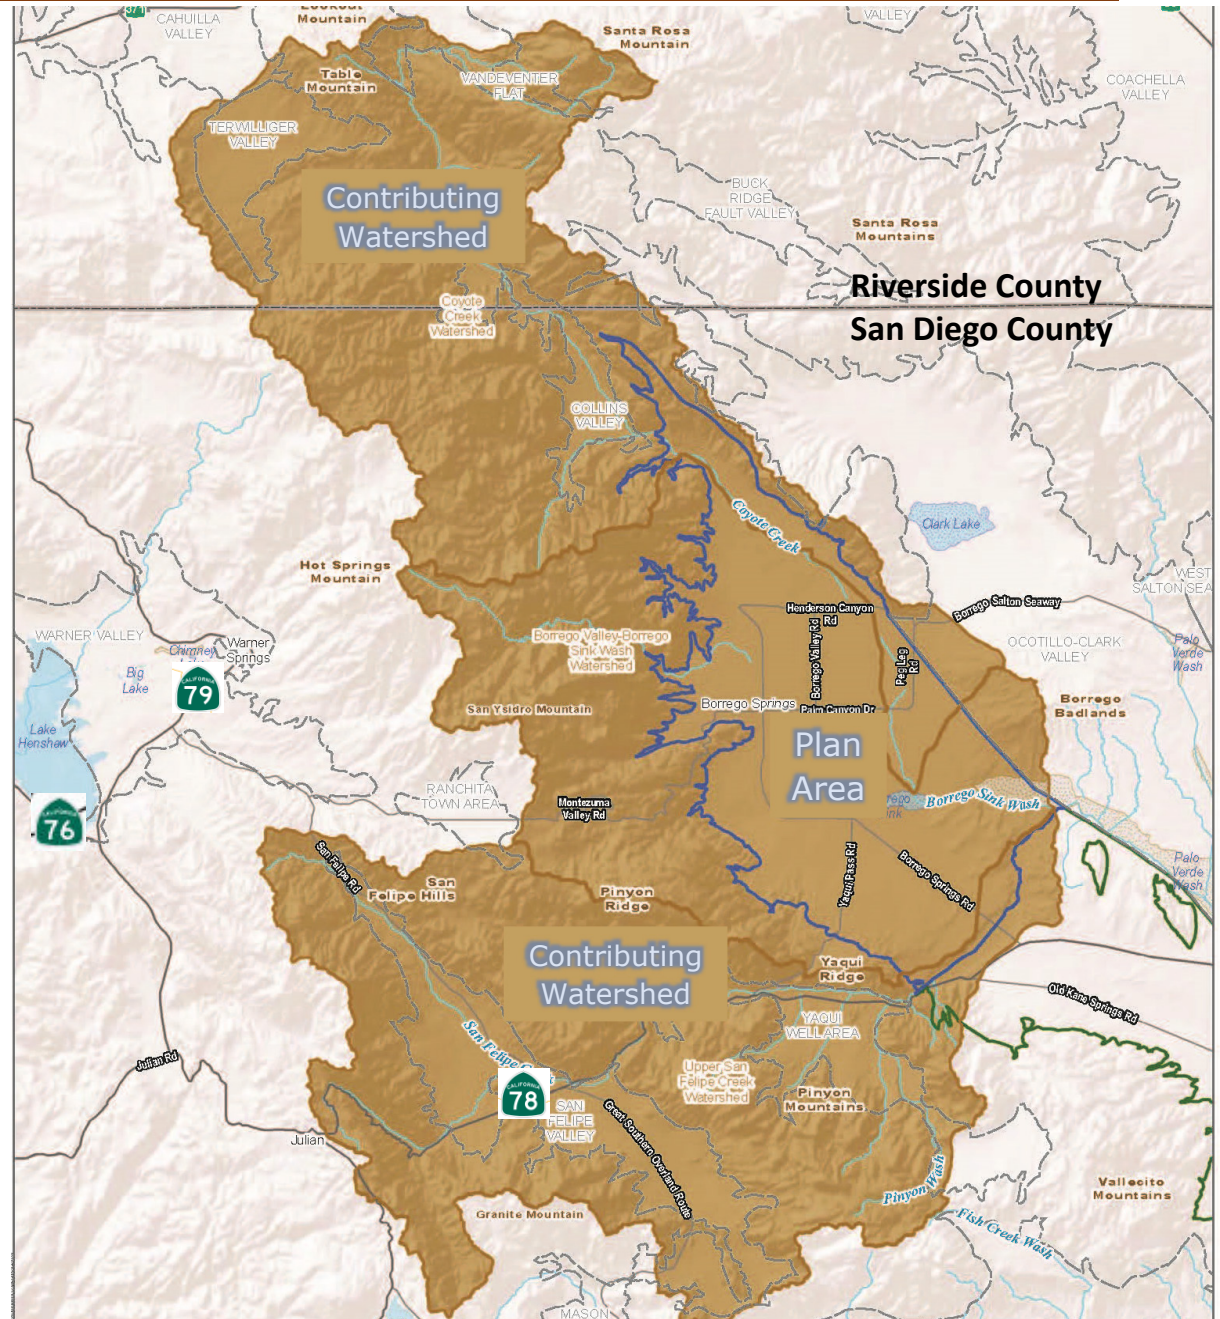 371
CAHUILLA
VALLEY
Lookout
Mountain
VALLEY
Santa Rosa
Mountain
Table
Mountain
VANDEVENTER
FLAT
COACHELLA
VALLEY
TERWILLIGER
VALLEY
Contributing
Watershed
BUCK
RIDGE
FAULT VALLEY
Santa Rosa
Mountains
Riverside County
San Diego County
Coyote
Creek
Watershed
COLLINS
VALLEY
Coyote Creek
Clark Lake
Hot Springs
Mountain
WEST
SALTON SEA
Borrego Salton Seaway
Henderson Canyon
Rd
Borrego Valley Rd
Peg Leg
Rd
WARNER VALLEY
Chimney
Warner
Springs
Big
Lake
CALIFORNIA
79
Borrego Valley-Borrego
Sink Wash
Watershed
OCOTILLO-CLARK
VALLEY
Palo
Verde
Wash
San Ysidro Mountain
Borrego Springs
Palm Canyon Dr
Borrego
Badlands
Lake
Henshaw
Plan
Area
RANCHITA
TOWN AREA
Montezuma
Valley Rd
Borrego Sink Wash
CALIFORNIA
76
San Felipe Rd
San
Felipe Hills
Pinyon
Ridge
Yaqui Pass Rd
Borrego Springs Rd
Palo
Verde
Wash
Contributing
Watershed
Yaqui
Ridge
Old Kane Springs Rd
YAQUI
WELL AREA
San Felipe Creek
Julian Rd
CALIFORNIA
78
Upper San
Felipe Creek
Watershed
Pinyon
Mountains
SAN
FELIPE
VALLEY
Julian
Great Southern Overland Route
Pinyon Wash
Vallecito
Mountains
Granite Mountain
Fish Creek Wash
MASON